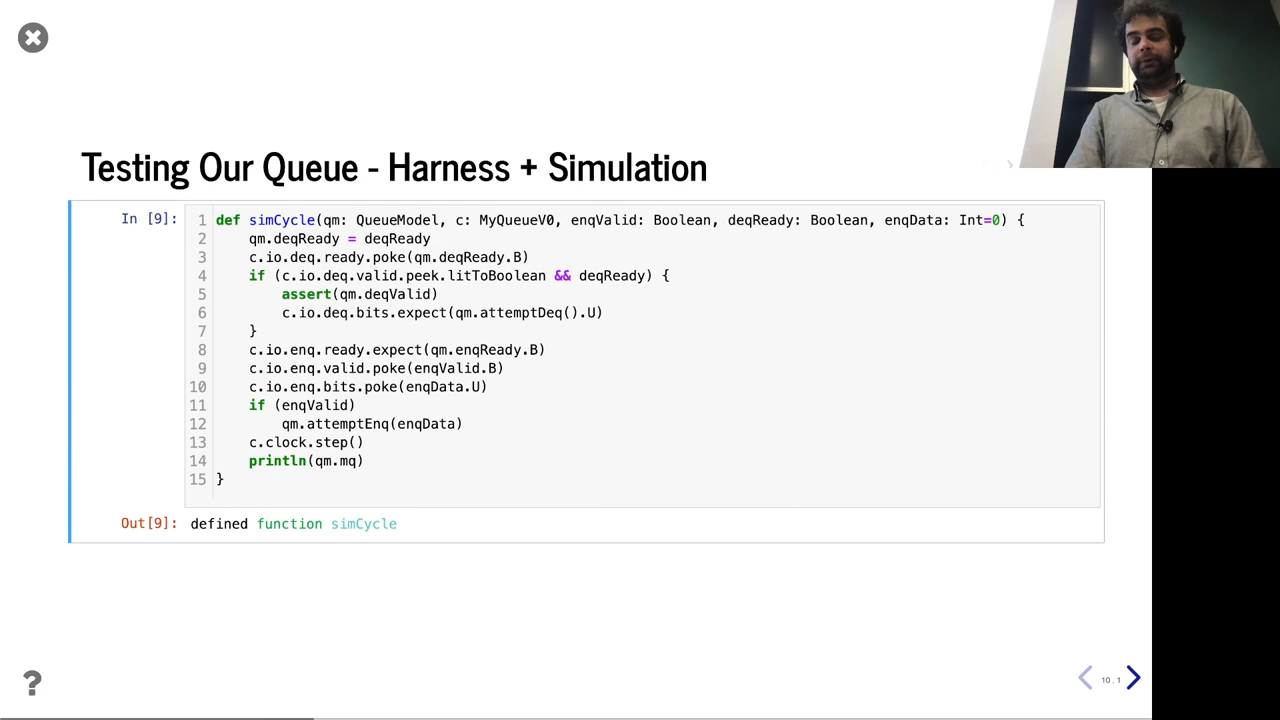 Testing Our Queue - Harness + Simulation
In [9]:
1 def simCycle(qm: QueueModel, c: MyQueueV0, enqValid: Boolean, deqReady: Boolean, enqData: Int=0) {
2     qm.deqReady = deqReady
3     c.io.deq.ready.poke(qm.deqReady.B)
4     if (c.io.deq.valid.peek.litToBoolean && deqReady) {
5         assert(qm.deqValid)
6         c.io.deq.bits.expect(qm.attemptDeq().U)
7     }
8     c.io.enq.ready.expect(qm.enqReady.B)
9     c.io.enq.valid.poke(enqValid.B)
10     c.io.enq.bits.poke(enqData.U)
11     if (enqValid)
12         qm.attemptEnq(enqData)
13     c.clock.step()
14     println(qm.mq)
15 }
Out[9]: defined function simCycle
?
10.1